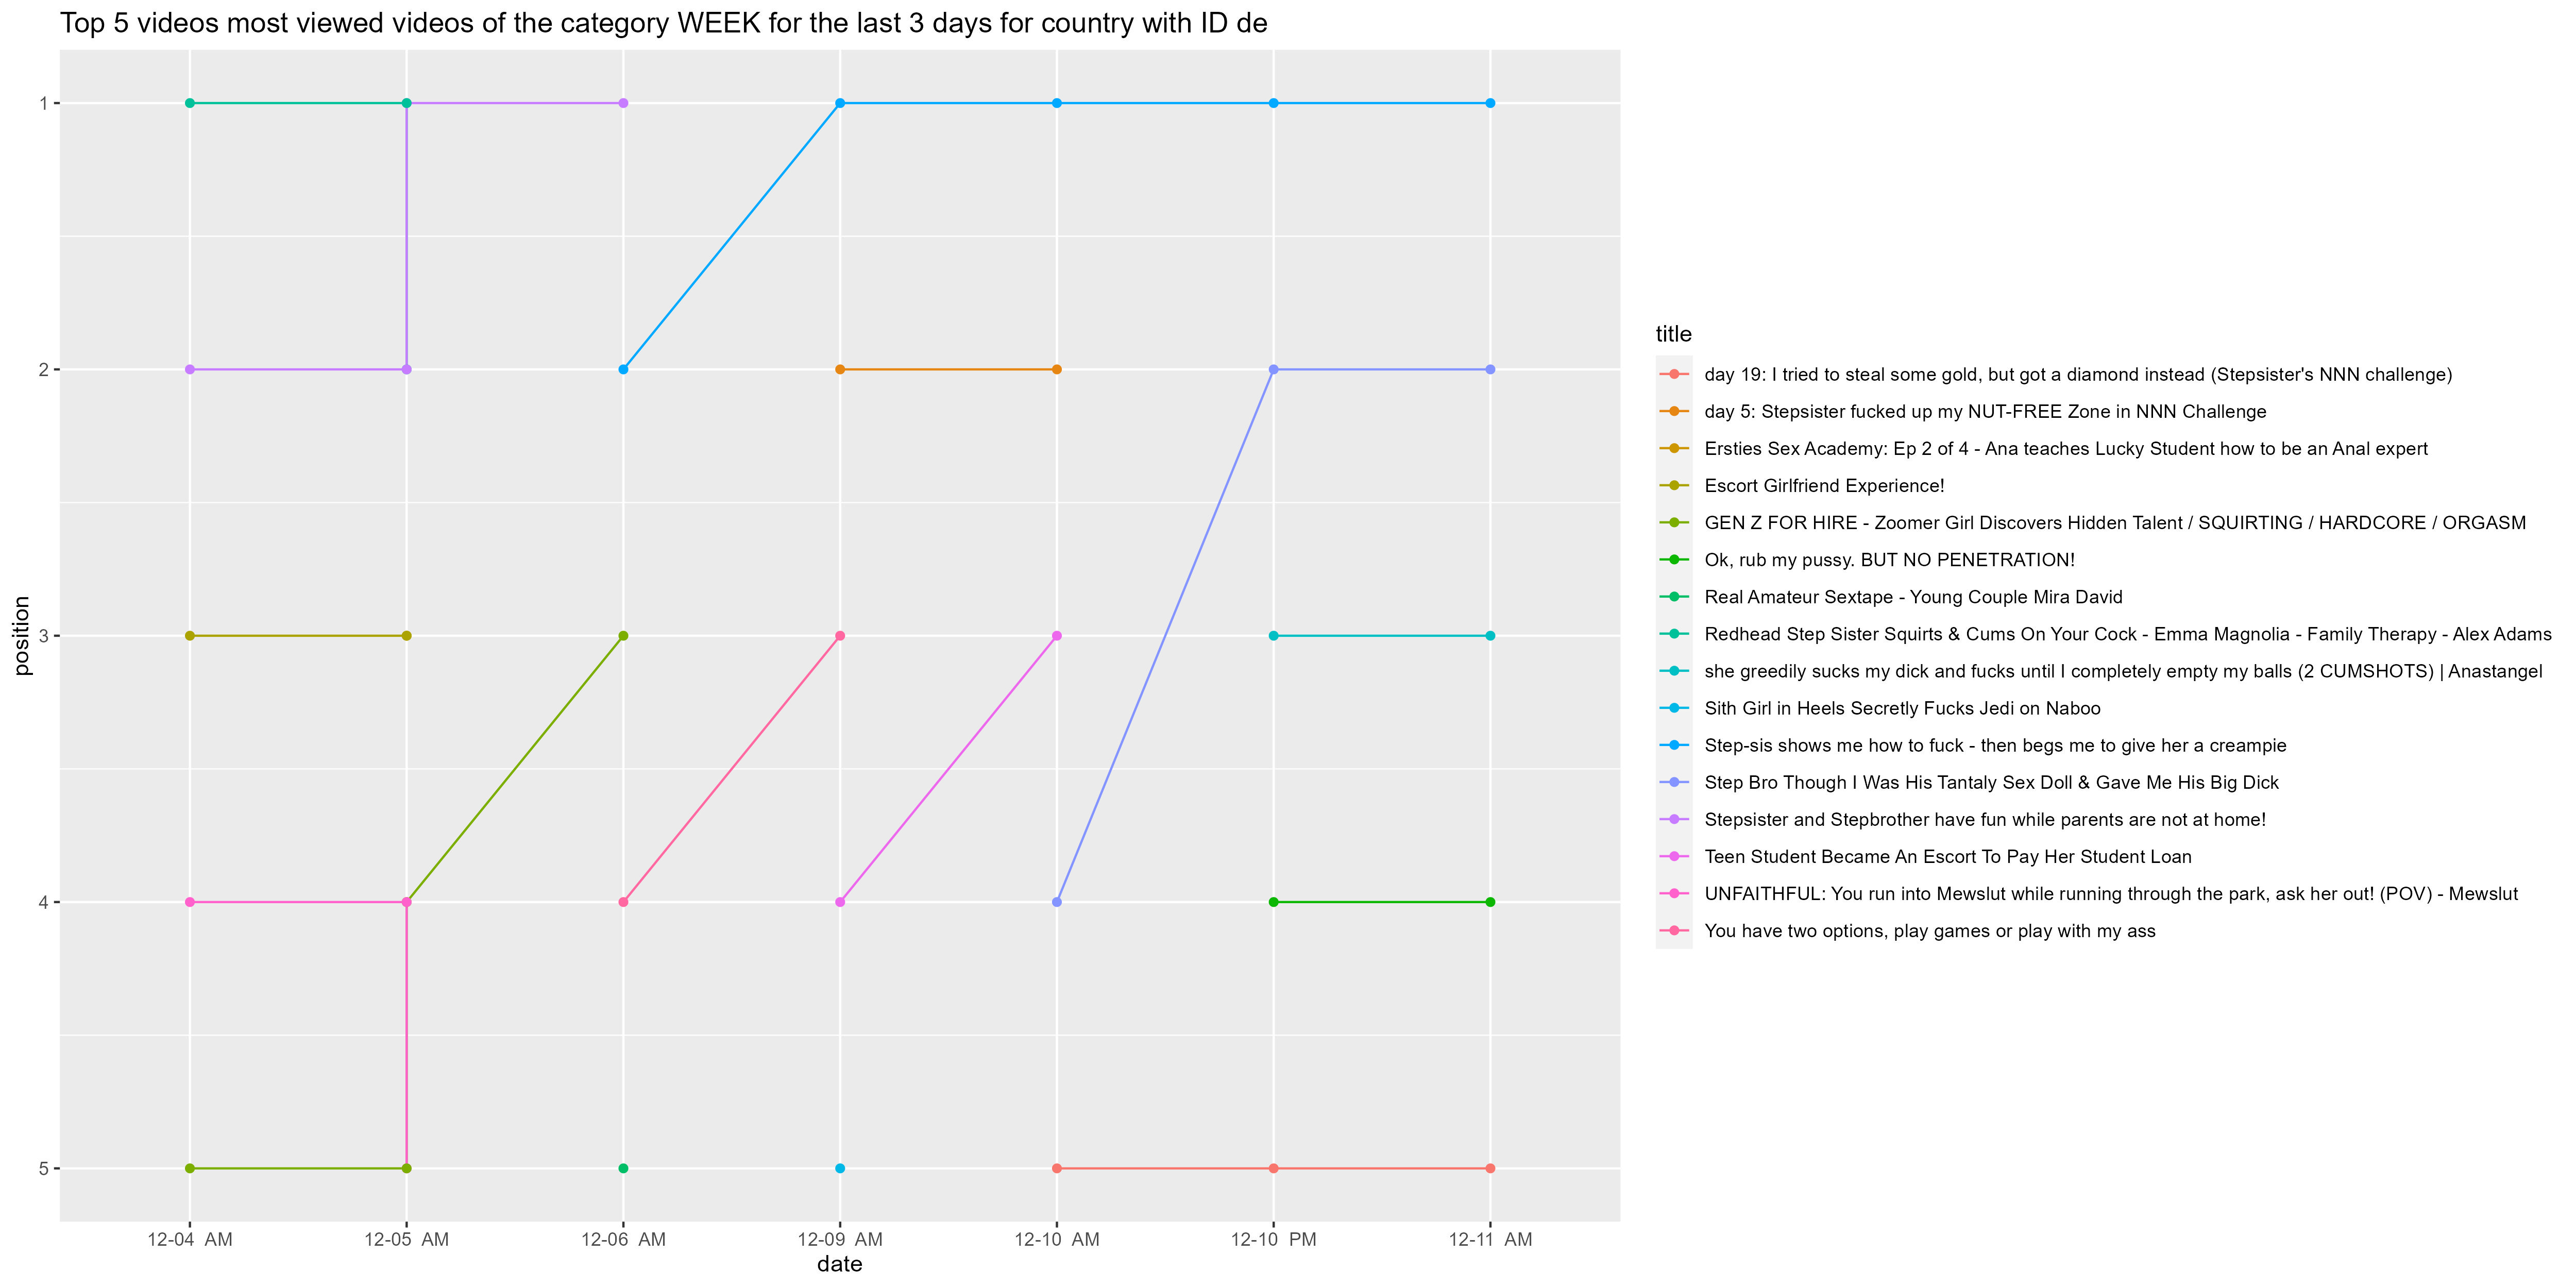 Top 5 videos most viewed videos of the category WEEK for the last 3 days for country with ID de
position
1
2
3
4
5
12-04 AM
12-05 AM
12-06 AM
12-09 AM
12-10 AM
12-10 PM
12-11 AM
date
title
day 19: I tried to steal some gold, but got a diamond instead (Stepsister's NNN challenge)
day 5: Stepsister fucked up my NUT-FREE Zone in NNN Challenge
Ersties Sex Academy: Ep 2 of 4 - Ana teaches Lucky Student how to be an Anal expert
Escort Girlfriend Experience!
GEN Z FOR HIRE - Zoomer Girl Discovers Hidden Talent / SQUIRTING / HARDCORE / ORGASM
Ok, rub my pussy. BUT NO PENETRATION!
Real Amateur Sextape - Young Couple Mira David
Redhead Step Sister Squirts & Cums On Your Cock - Emma Magnolia - Family Therapy - Alex Adams
she greedily sucks my dick and fucks until I completely empty my balls (2 CUMSHOTS) | Anastangel
Sith Girl in Heels Secretly Fucks Jedi on Naboo
Step-sis shows me how to fuck - then begs me to give her a creampie
Step Bro Though I Was His Tantaly Sex Doll & Gave Me His Big Dick
Stepsister and Stepbrother have fun while parents are not at home!
Teen Student Became An Escort To Pay Her Student Loan
UNFAITHFUL: You run into Mewslut while running through the park, ask her out! (POV) - Mewslut
You have two options, play games or play with my ass